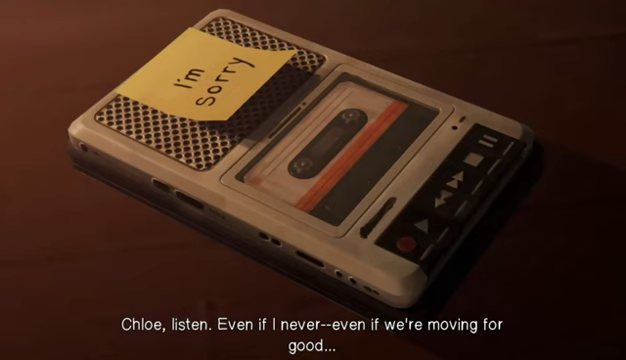 I'm
sorry
Chloe, listen. Even if I never--even if we're moving for
good...